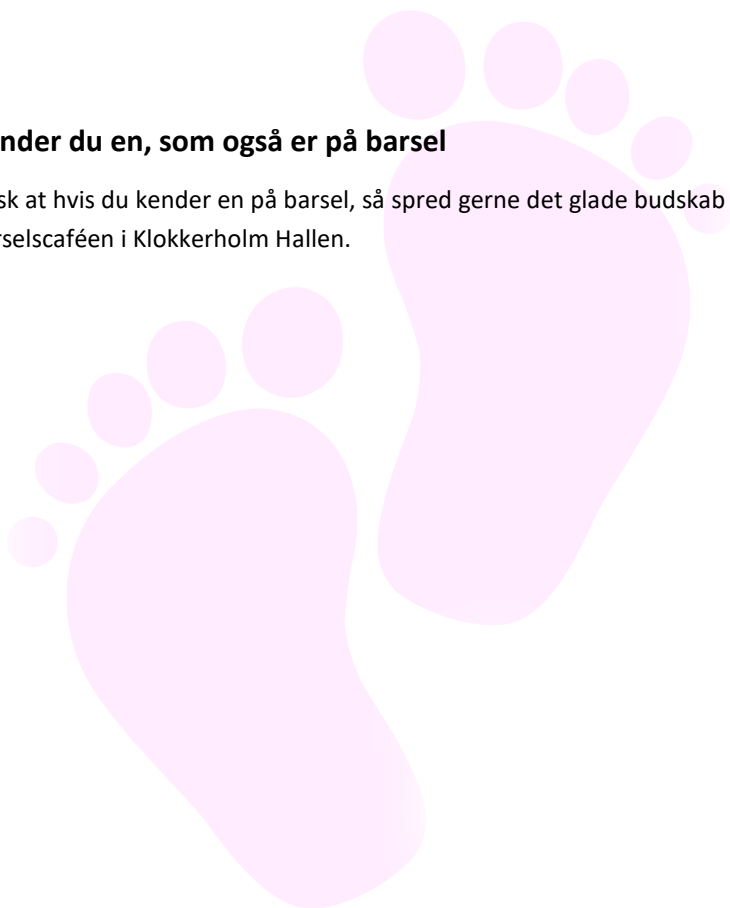 nder du en, som også er på barsel
sk at hvis du kender en på barsel, så spred gerne det glade budskab
rselscaféen i Klokkerholm Hallen.